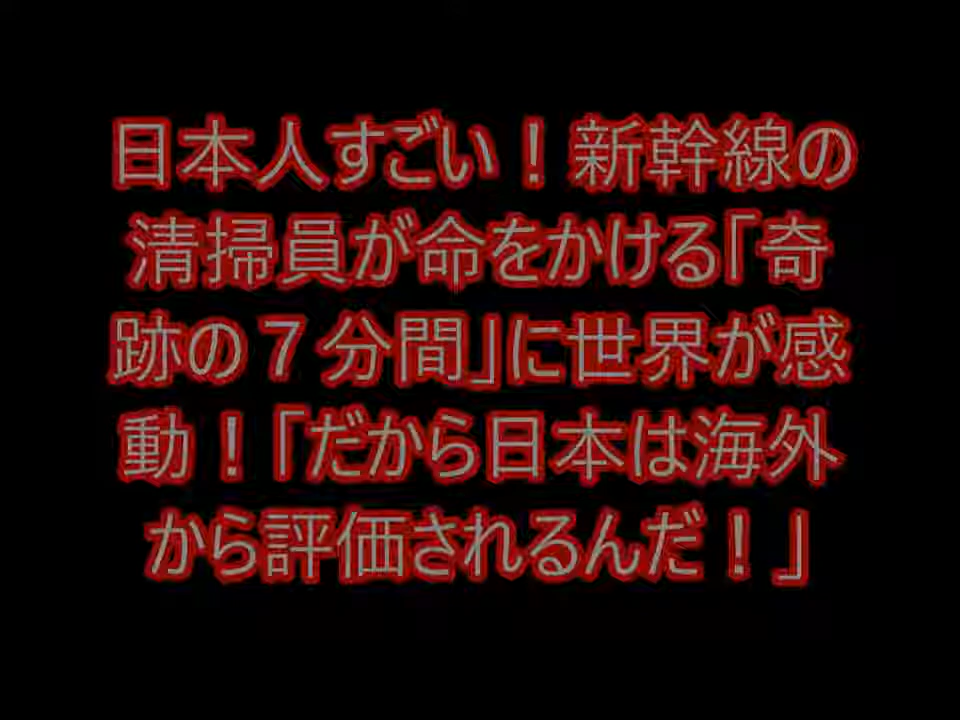 日本人すごい！新幹線の
清掃員が命をかける「奇
跡の７分間」に世界が感
動！「だから日本は海外
から評価されるんだ！」